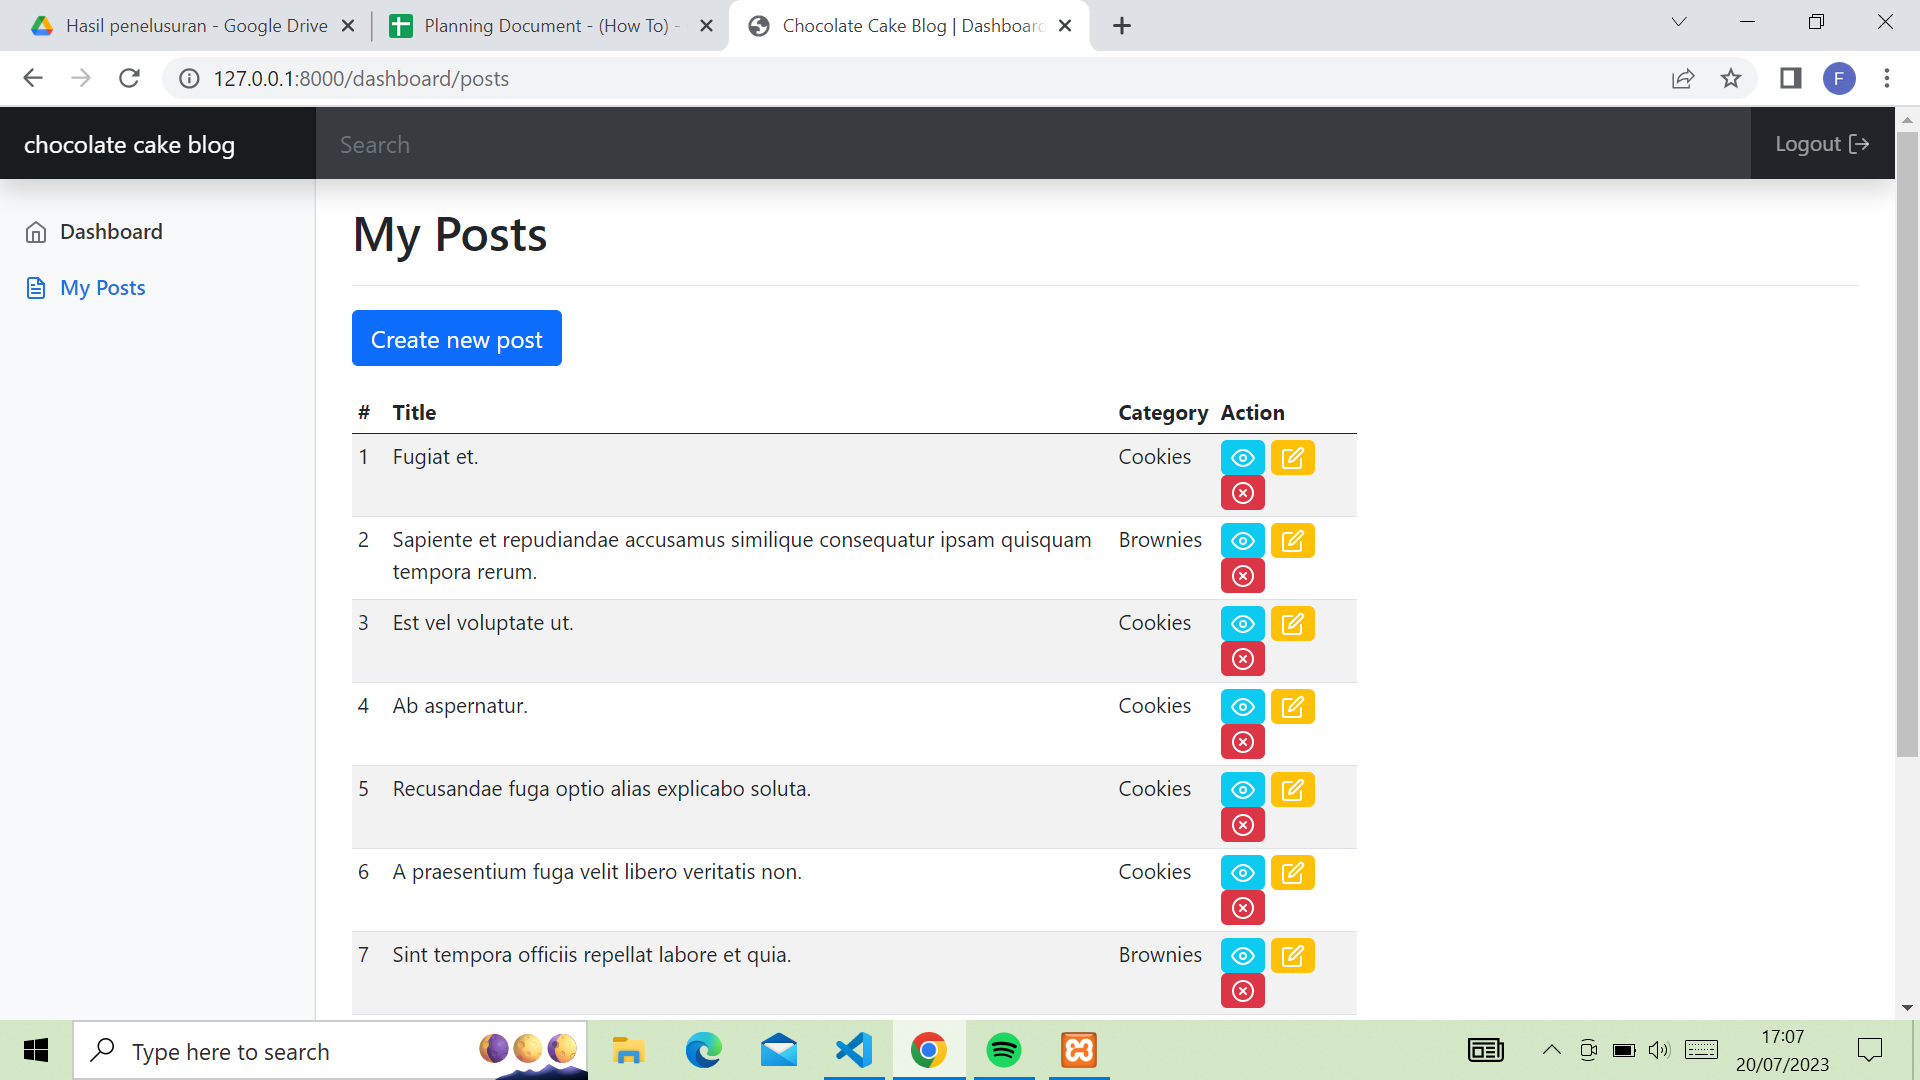 Hasil penelusuran - Google Drive
Planning Document - (How To) -
Chocolate Cake Blog | Dashboard
127.0.0.1:8000/dashboard/posts
F
chocolate cake blog
Search
Logout
Dashboard
My Posts
My Posts
Create new post
# Title Category Action
1 Fugiat et. Cookies
2 Sapiente et repudiandae accusamus similique consequatur ipsam quisquam Brownies
tempora rerum.
3 Est vel voluptate ut. Cookies
4 Ab aspernatur. Cookies
5 Recusandae fuga optio alias explicabo soluta. Cookies
6 A praesentium fuga velit libero veritatis non. Cookies
7 Sint tempora officiis repellat labore et quia. Brownies
Type here to search
17:07
20/07/2023